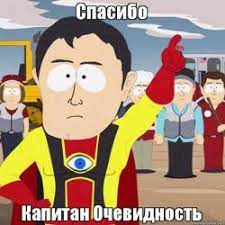 Спасибо
Капитан Очевидность